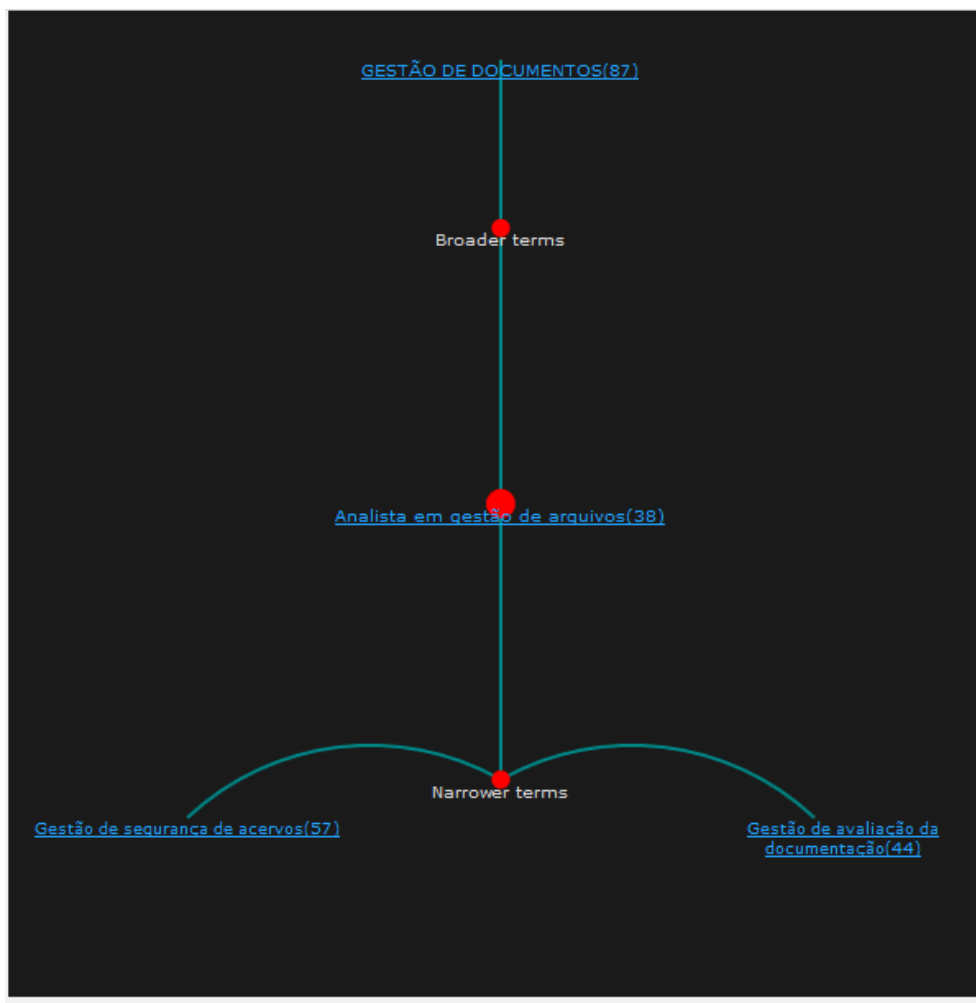 GESTÃO DE DOCUMENTOS(87)
Broader terms
Analista em gestão de arquivos(38)
Narrower terms
Gestão de segurança de acervos(57)
Gestão de avaliação da
documentação(44)